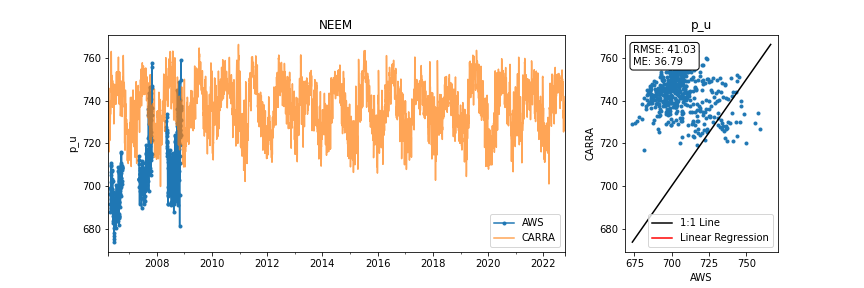 NEEM
p_u
760
740
720
700
680
2008
2010
2012
2014
2016
2018
2020
2022
AWS
CARRA
p_u
RMSE: 41.03
ME: 36.79
CARRA
760
740
720
700
680
675
700
725
750
AWS
1:1 Line
Linear Regression